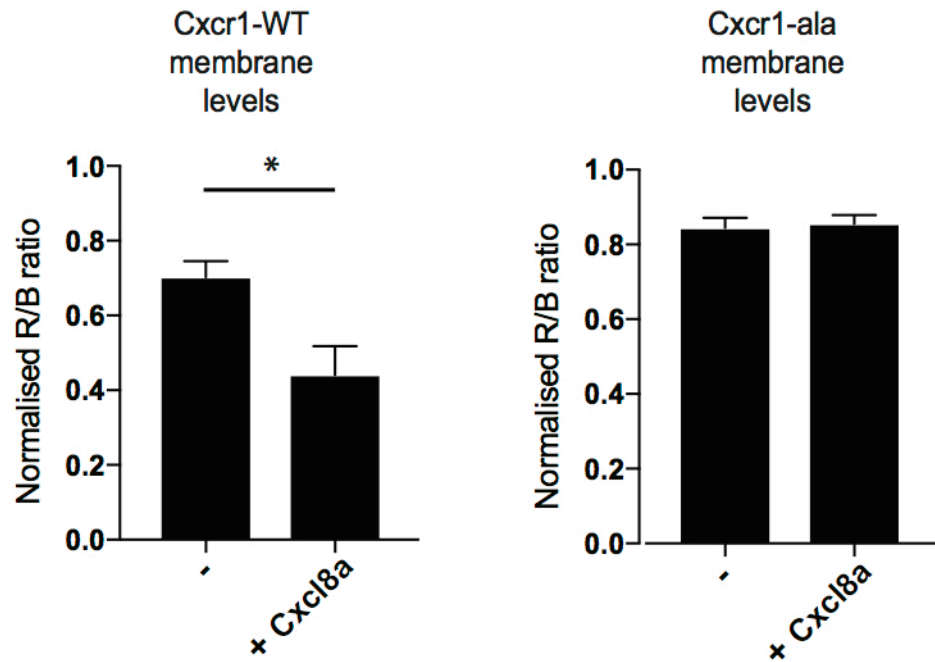 Cxcr1-WT
membrane
levels
Normalised R/B ratio
1.0
0.8
0.6
0.4
0.2
0.0
*
-
+ Cxcl8a
Cxcr1-ala
membrane
levels
Normalised R/B ratio
1.0
0.8
0.6
0.4
0.2
0.0
-
+ Cxcl8a